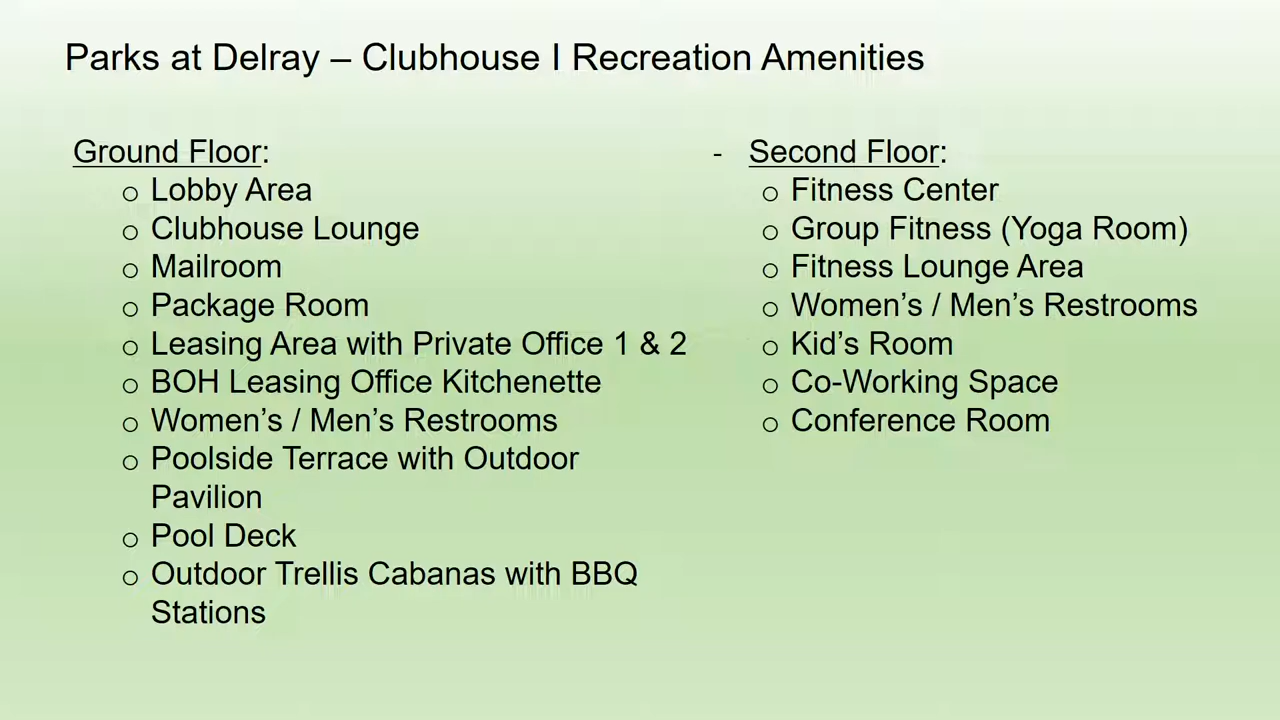 Parks at Delray – Clubhouse I Recreation Amenities
Ground Floor:
o Lobby Area
o Clubhouse Lounge
o Mailroom
o Package Room
o Leasing Area with Private Office 1 & 2
o BOH Leasing Office Kitchenette
o Women’s / Men’s Restrooms
o Poolside Terrace with Outdoor
Pavilion
o Pool Deck
o Outdoor Trellis Cabanas with BBQ
Stations
- Second Floor:
o Fitness Center
o Group Fitness (Yoga Room)
o Fitness Lounge Area
o Women’s / Men’s Restrooms
o Kid’s Room
o Co-Working Space
o Conference Room